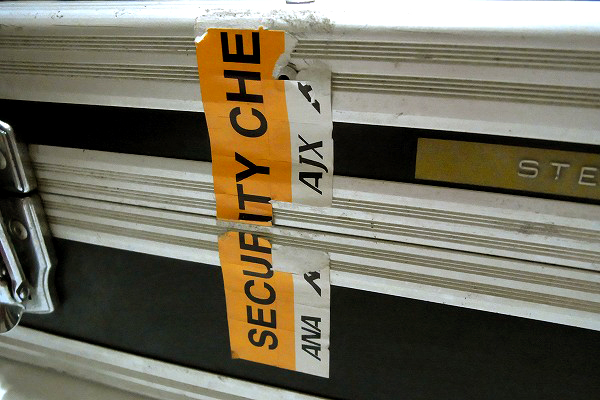 SECURITY CHE
ANA AJX
STE